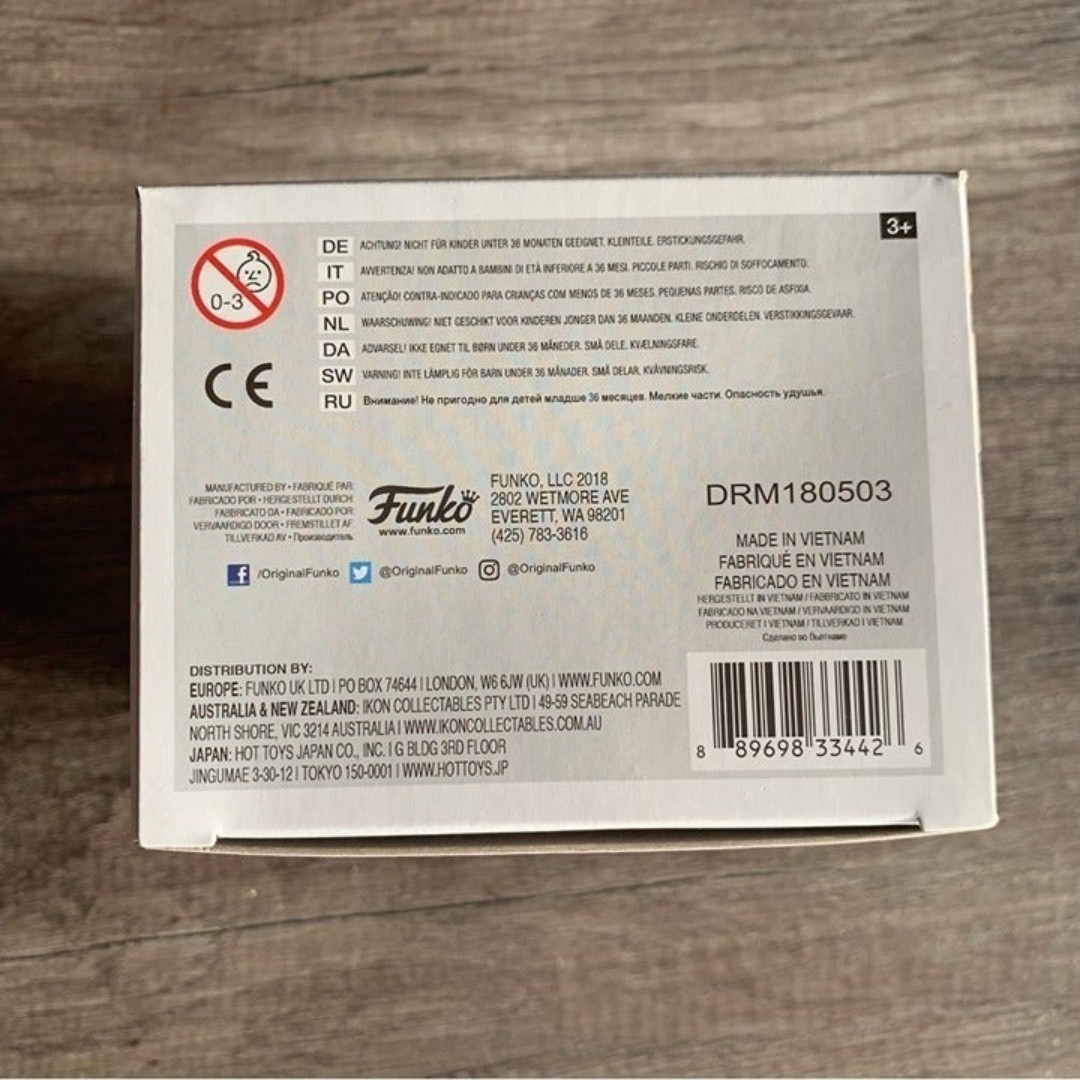 3+
0-3
DE ACHTUNG! NICHT FÜR KINDER UNTER 36 MONATEN GEEIGNET. KLEINTEILE. ERSTICKUNGSGEFAHR.
IT AVVERTENZA! NON ADATTO A BAMBINI DI ETÀ INFERIORE A 36 MESI. PICCOLE PARTI. RISCHIO DI SOFFOCAMENTO.
PO ATENÇÃO! CONTRA-INDICADO PARA CRIANÇAS COM MENOS DE 36 MESES. PEQUENAS PARTES. RISCO DE ASFIXIA.
NL WAARSCHUWING! NIET GESCHIKT VOOR KINDEREN JONGER DAN 36 MAANDEN. KLEINE ONDERDELEN. VERSTIKKINGSGEVAAR.
DA ADVARSEL! IKKE EGNET TIL BØRN UNDER 36 MÅNEDER. SMÅ DELE. KVÆLNINGSFARE.
SW VARNING! INTE LÄMPLIG FÖR BARN UNDER 36 MÅNADER. SMÅ DELAR. KVÄVNINGSRISK.
RU Внимание! Не пригодно для детей младше 36 месяцев. Мелкие части. Опасность удушья.
CE
MANUFACTURED BY • FABRIQUÉ PAR
FABRICADO POR • HERGESTELLT DURCH
FABBRICATO DA • FABRICADO POR
VERVAARDIGD DOOR • FREMSTILLET AF
TILLVERKAD AV • Производитель
Funko
www.funko.com
FUNKO, LLC 2018
2802 WETMORE AVE
EVERETT, WA 98201
(425) 783-3616
/OriginalFunko @OriginalFunko @OriginalFunko
DRM180503
MADE IN VIETNAM
FABRIQUÉ EN VIETNAM
FABRICADO EN VIETNAM
HERGESTELLT IN VIETNAM / FABBRICATO IN VIETNAM
FABRICADO NA VIETNAM / VERVAARDIGD IN VIETNAM
PRODUCERET I VIETNAM / TILLVERKAD I VIETNAM
Сделано во Вьетнаме
DISTRIBUTION BY:
EUROPE: FUNKO UK LTD | PO BOX 74644 | LONDON, W6 6JW (UK) | WWW.FUNKO.COM
AUSTRALIA & NEW ZEALAND: IKON COLLECTABLES PTY LTD | 49-59 SEABEACH PARADE
NORTH SHORE, VIC 3214 AUSTRALIA | WWW.IKONCOLLECTABLES.COM.AU
JAPAN: HOT TOYS JAPAN CO., INC. | G BLDG 3RD FLOOR
JINGUMAE 3-30-12 | TOKYO 150-0001 | WWW.HOTTOYS.JP
8 89698 33442 6